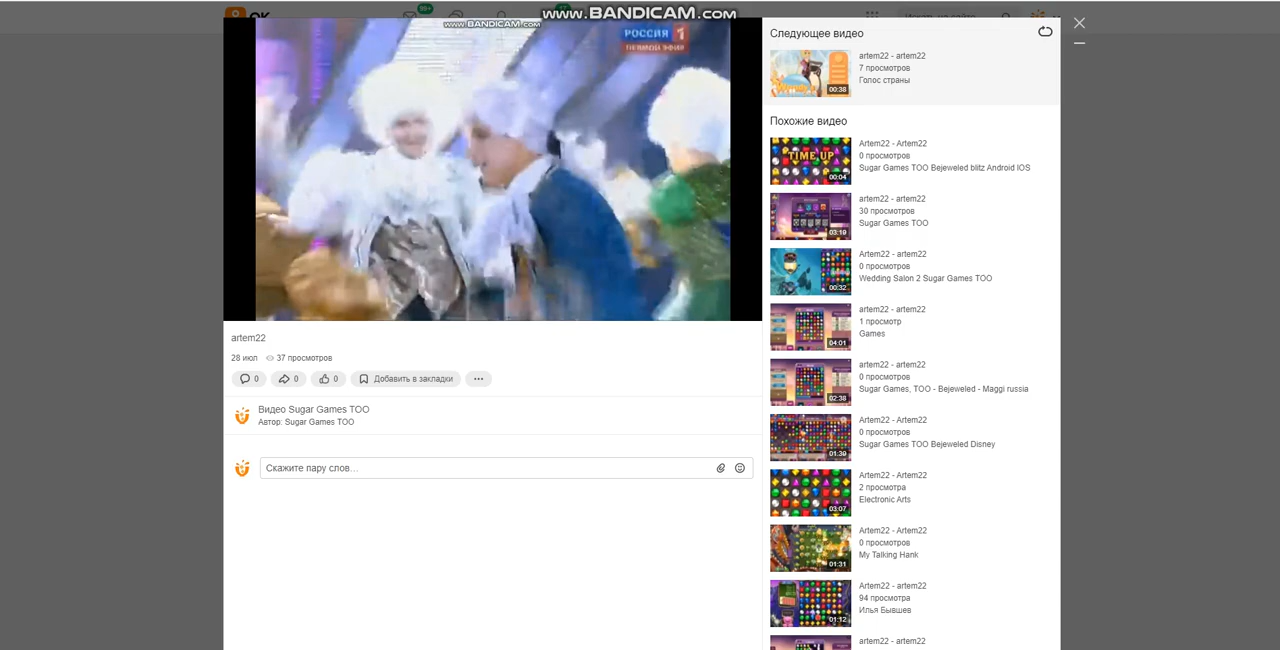 OK
99+
www.BANDICAM.com
www.BANDICAM.com
РОССИЯ 1
Следующее видео
artem22 - artem22
7 просмотров
Голос страны
00:38
Похожие видео
Artem22 - Artem22
0 просмотров
Sugar Games TOO Bejeweled blitz Android IOS
TIME UP
00:04
artem22 - artem22
30 просмотров
Sugar Games TOO
03:19
Artem22 - artem22
0 просмотров
Wedding Salon 2 Sugar Games TOO
00:32
artem22 - artem22
1 просмотр
Games
04:01
artem22 - artem22
0 просмотров
Sugar Games, TOO - Bejeweled - Maggi russia
02:38
Artem22 - Artem22
0 просмотров
Sugar Games TOO Bejeweled Disney
01:39
Artem22 - Artem22
2 просмотра
Electronic Arts
03:07
Artem22 - Artem22
0 просмотров
My Talking Hank
01:31
Artem22 - artem22
94 просмотра
Илья Бывшев
01:12
artem22 - artem22
artem22
28 июл
37 просмотров
0
0
0
Добавить в закладки
Видео Sugar Games TOO
Автор: Sugar Games TOO
Скажите пару слов...